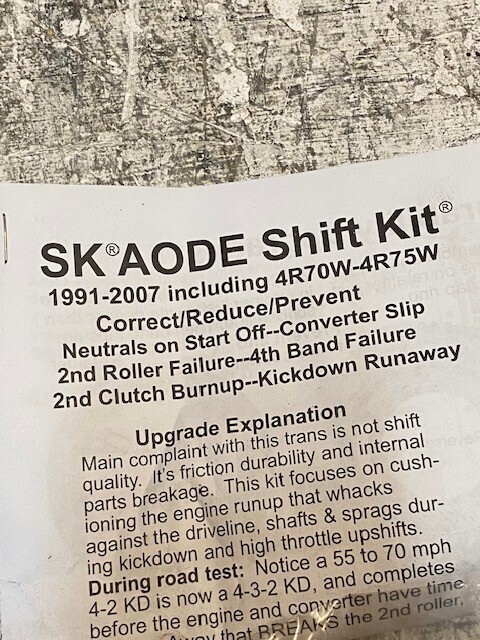 SK®AODE Shift Kit®
1991-2007 including 4R70W-4R75W
Correct/Reduce/Prevent
Neutrals on Start Off--Converter Slip
2nd Roller Failure--4th Band Failure
2nd Clutch Burnup--Kickdown Runaway
Upgrade Explanation
Main complaint with this trans is not shift
quality. It's friction durability and internal
parts breakage. This kit focuses on cush-
ioning the engine runup that whacks
against the driveline, shafts & sprags dur-
ing kickdown and high throttle upshifts.
During road test: Notice a 55 to 70 mph
4-2 KD is now a 4-3-2 KD, and completes
before the engine and converter have time
that BREAKS the 2nd roller,